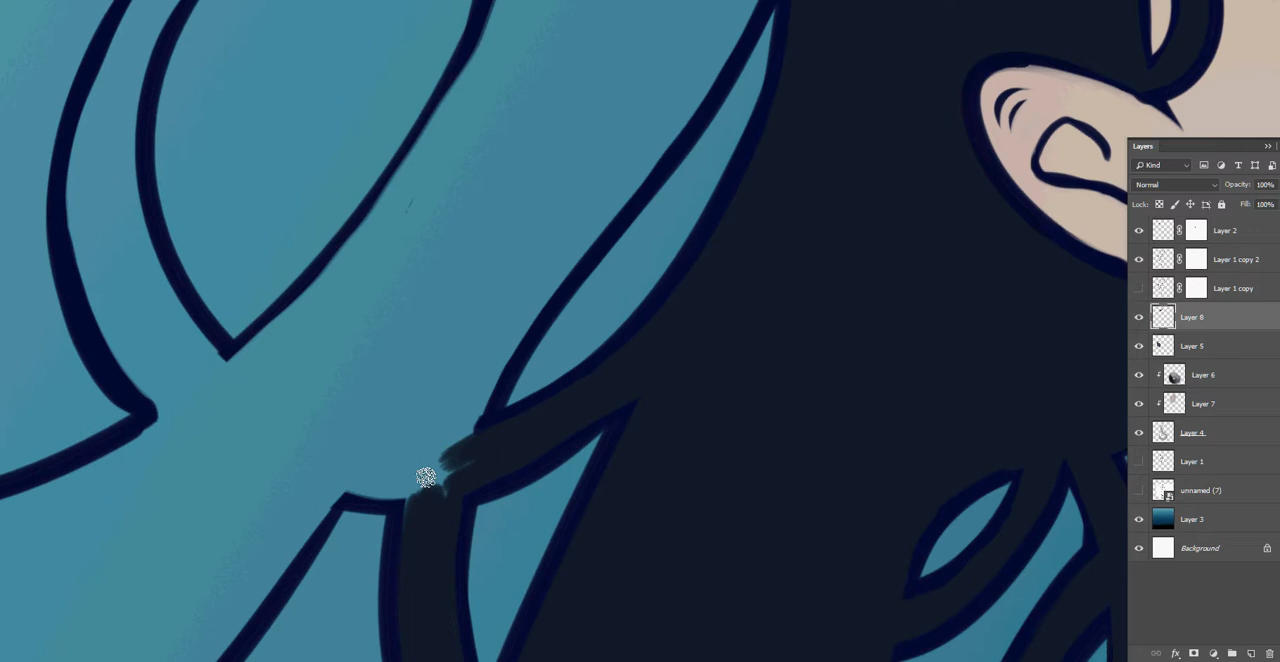 Layers
Kind
Normal Opacity: 100%
Lock: Fill: 100%
Layer 2
Layer 1 copy 2
Layer 1 copy
Layer 8
Layer 5
Layer 6
Layer 7
Layer 4
Layer 1
unnamed (7)
Layer 3
Background
fx